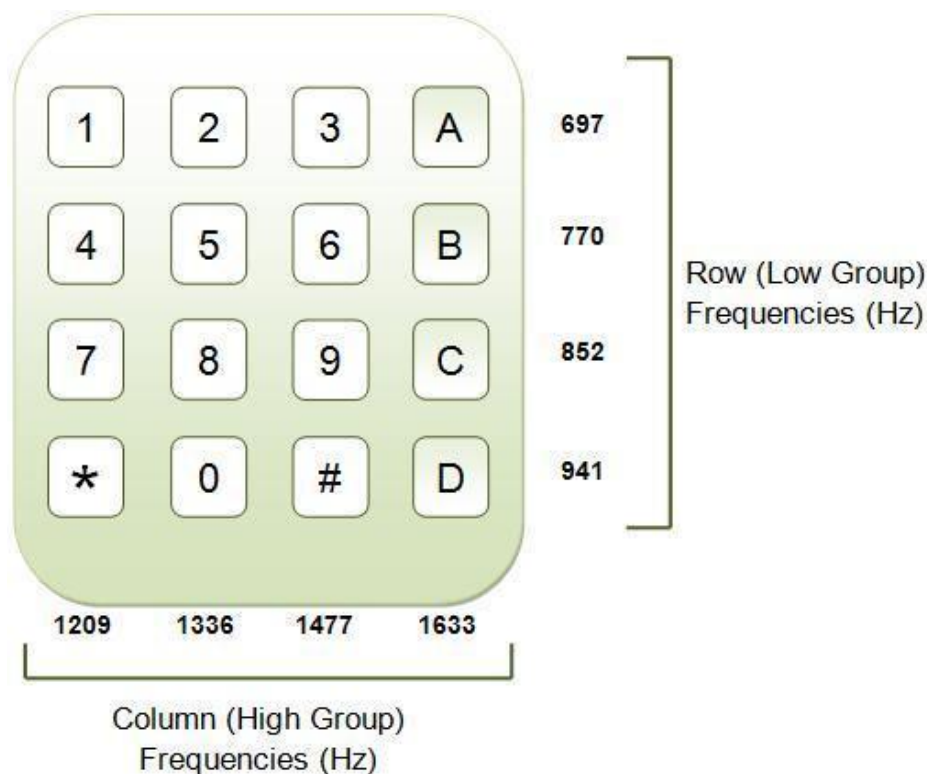 1 2 3 A 697
4 5 6 B 770
Row (Low Group)
Frequencies (Hz)
7 8 9 C 852
* 0 # D 941
1209 1336 1477 1633
Column (High Group)
Frequencies (Hz)